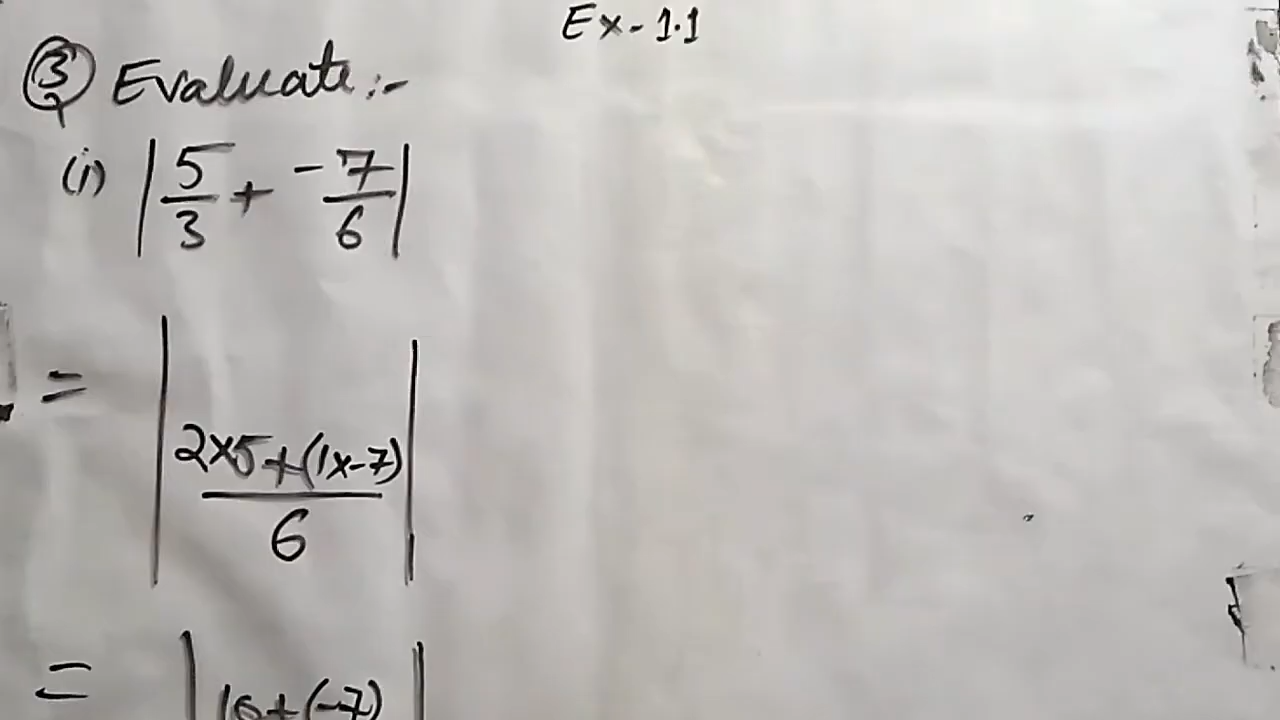 Ex-1.1
③ Evaluate:-
(i) |5/3 + -7/6|
= |2×5+(1×-7)/6|
= |10+(-7)|